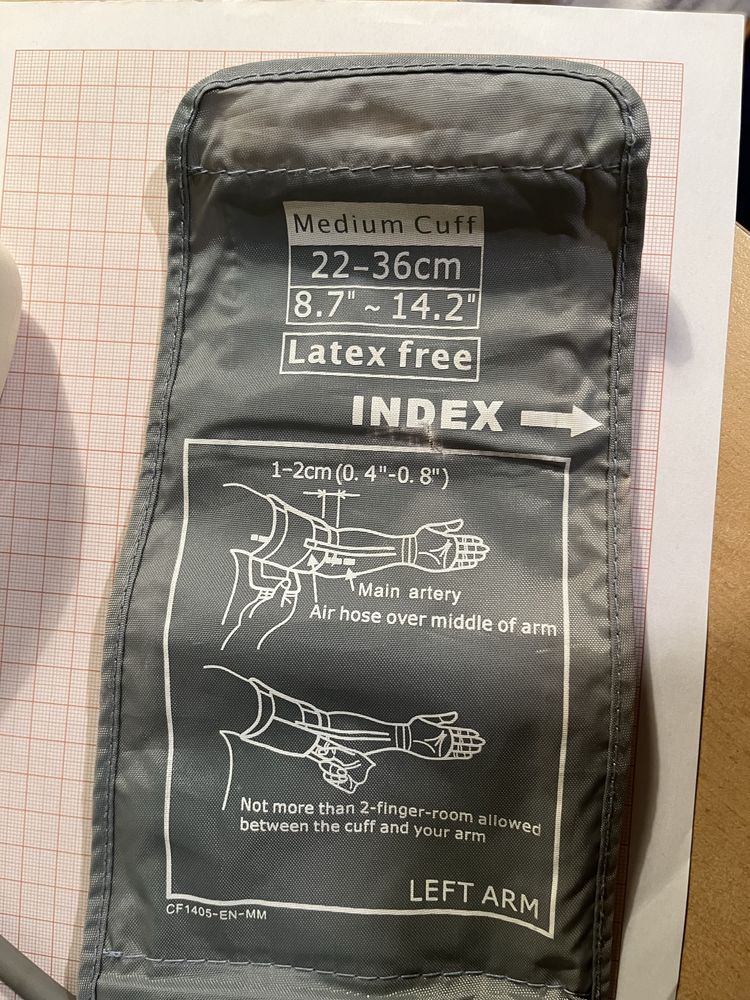 Medium Cuff
22-36cm
8.7" ~ 14.2"
Latex free
INDEX
1-2cm(0. 4"-0. 8")
Main artery
Air hose over middle of arm
Not more than 2-finger-room allowed
between the cuff and your arm
LEFT ARM
CF1405-EN-MM